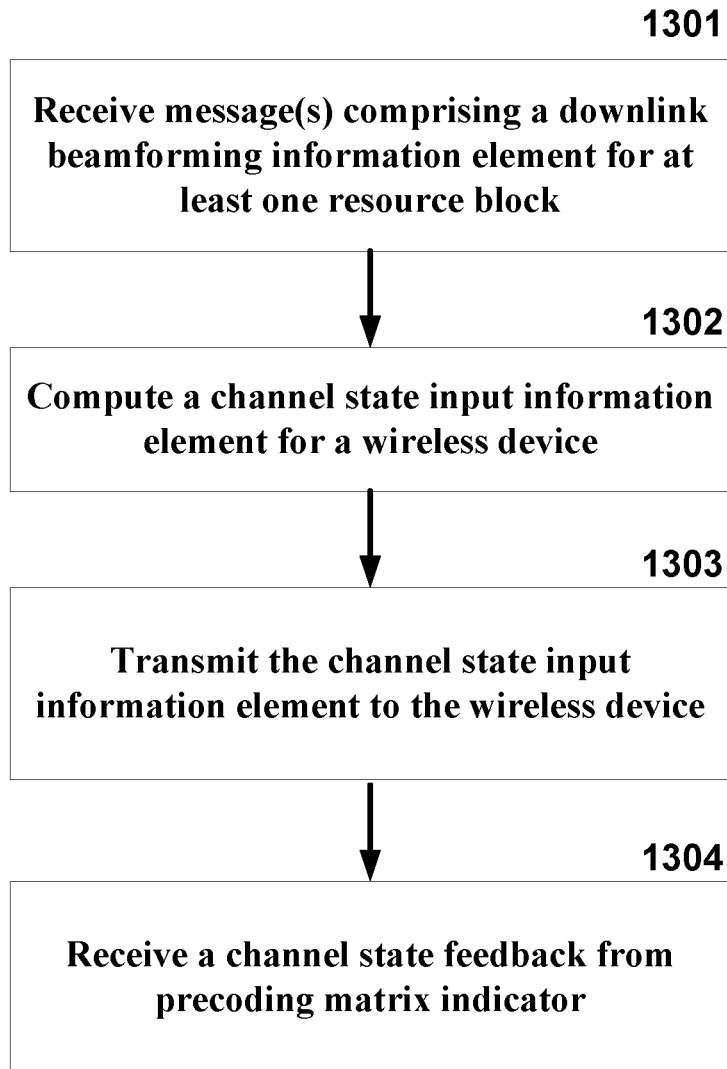 1301
Receive message(s) comprising a downlink
beamforming information element for at
least one resource block
1302
Compute a channel state input information
element for a wireless device
1303
Transmit the channel state input
information element to the wireless device
1304
Receive a channel state feedback from
precoding matrix indicator